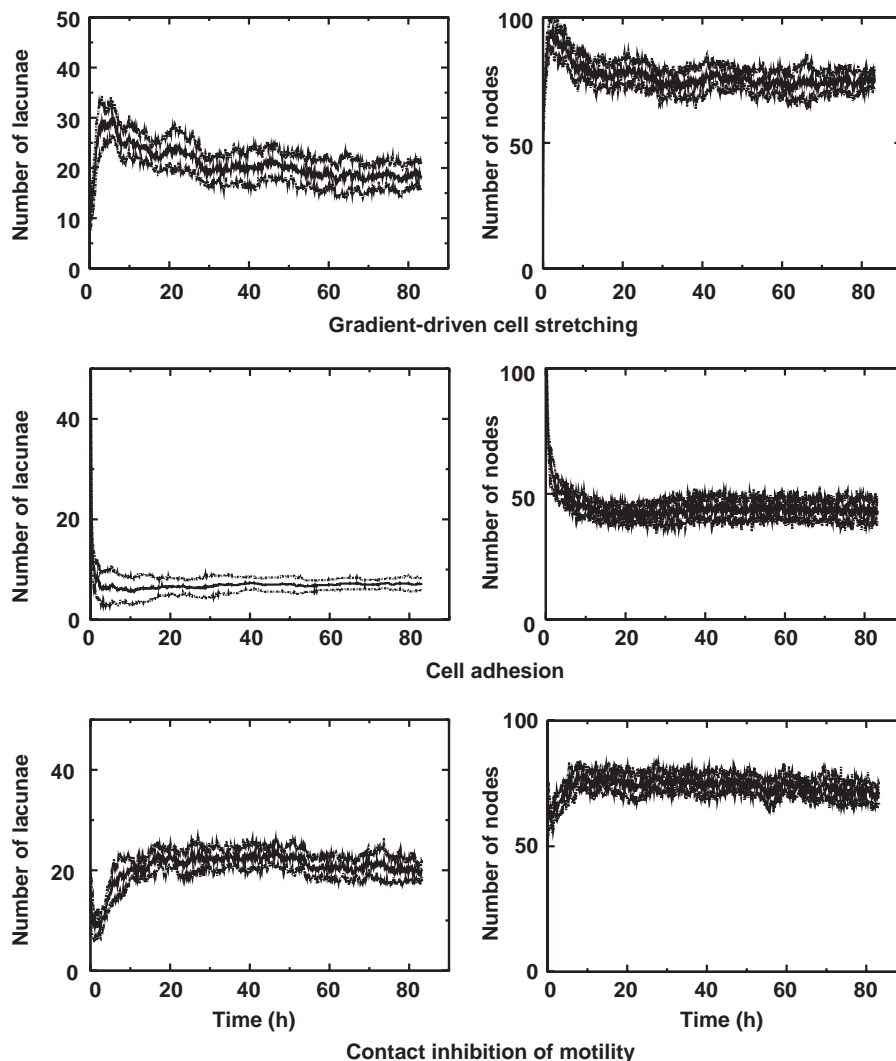 50
40
30
20
10
0
Number of lacunae
0 20 40 60 80
100
50
0
Number of nodes
0 20 40 60 80
Gradient-driven cell stretching
40
20
0
Number of lacunae
0 20 40 60 80
100
50
0
Number of nodes
0 20 40 60 80
Cell adhesion
40
20
0
Number of lacunae
0 20 40 60 80
Time (h)
100
50
0
Number of nodes
0 20 40 60 80
Time (h)
Contact inhibition of motility